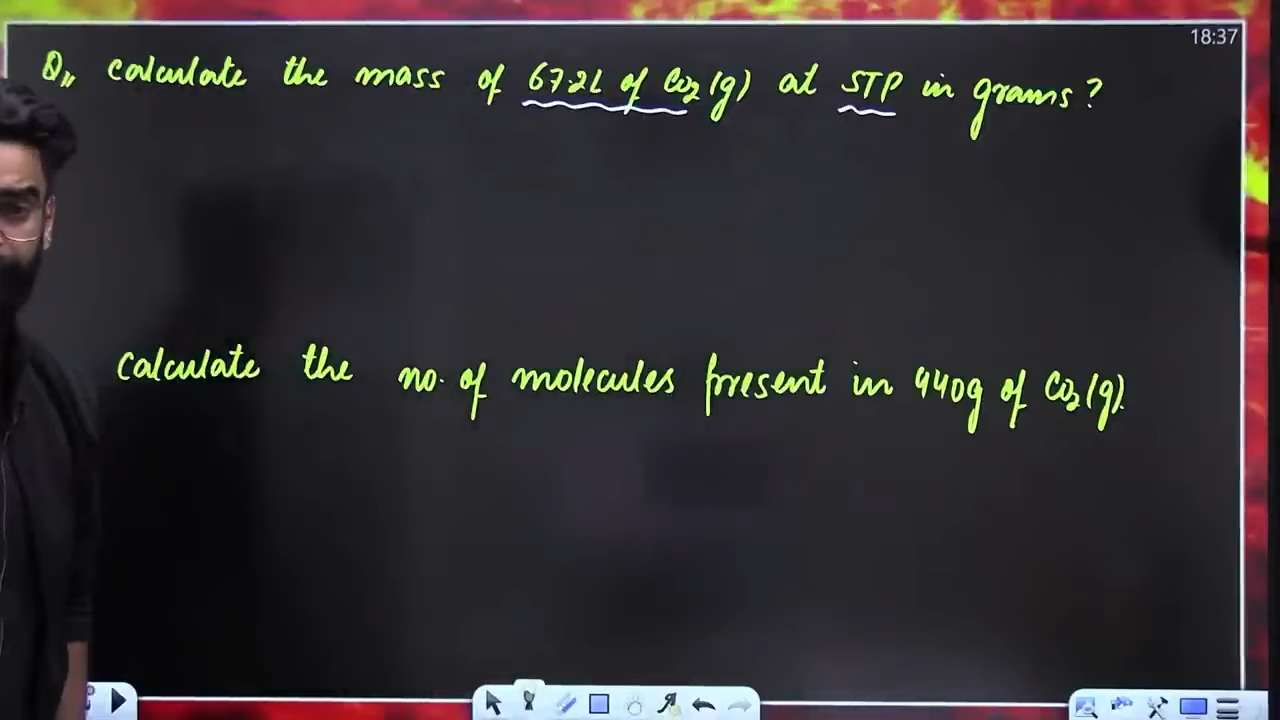 18:37
Q,, calculate the mass of 67.2L of CO2(g) at STP in grams?
calculate the no. of molecules present in 440g of CO2(g).